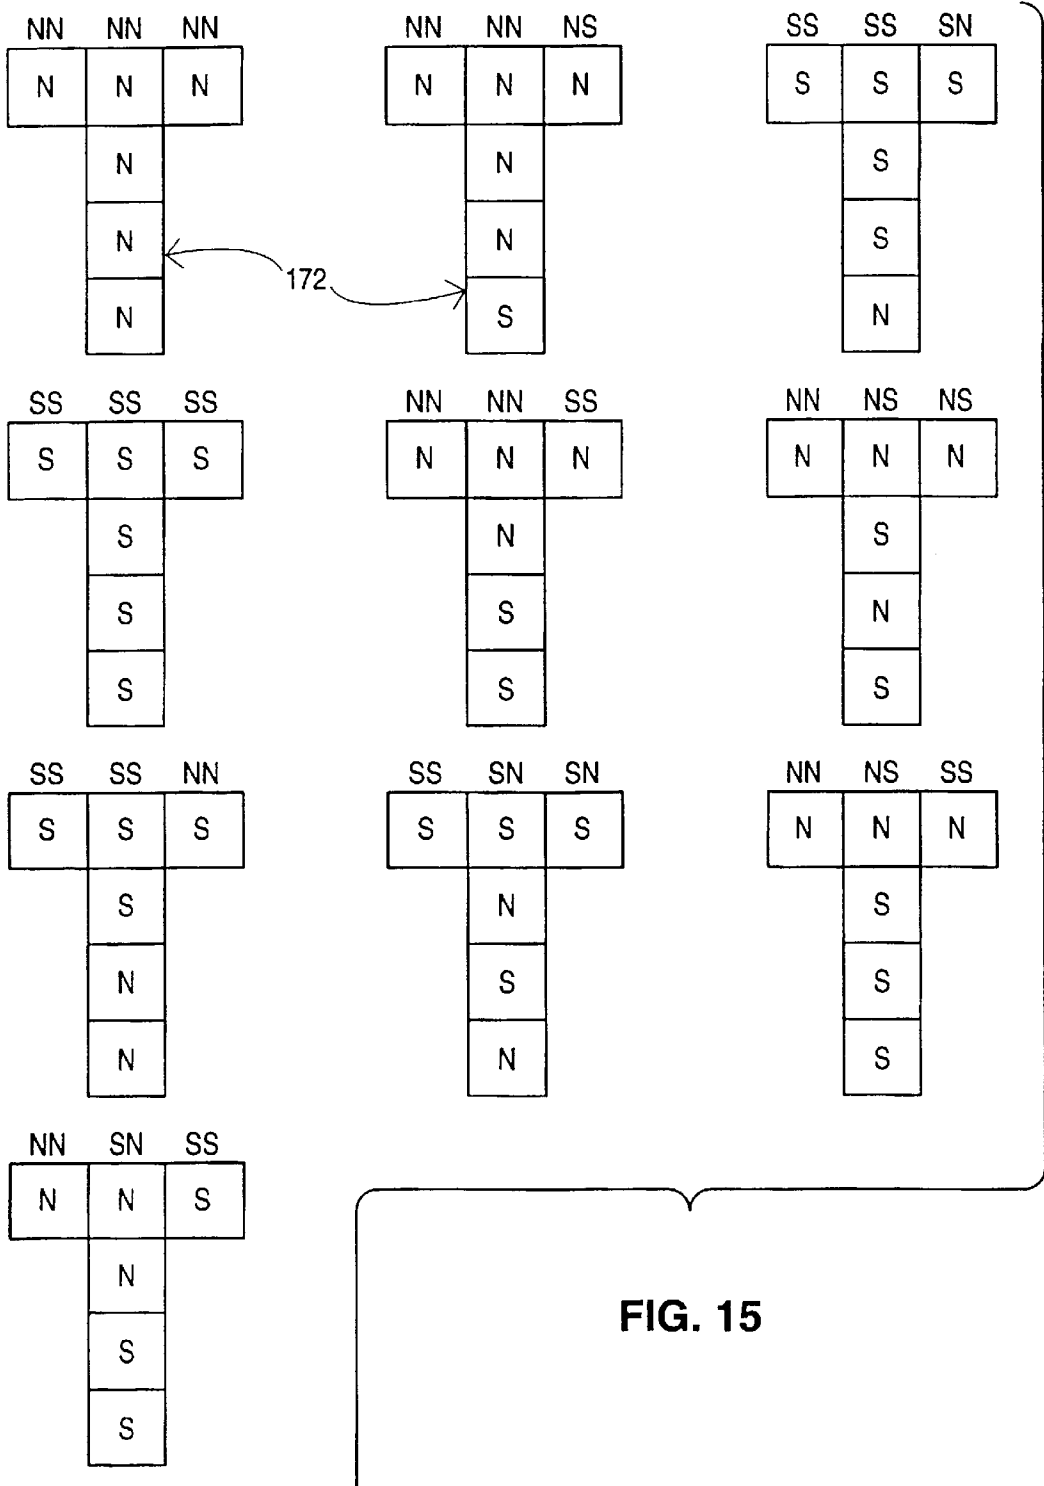 NN NN NN NN NN NS SS SS SN
N N N N N N S S S
N N S
N N S
172
N S N
SS SS SS NN NN SS NN NS NS
S S S N N N N N N
S N S
S S N
S S S
SS SS NN SS SN SN NN NS SS
S S S S S S N N N
S N S
N S S
N N S
NN SN SS
N N S
N
S
S
FIG. 15